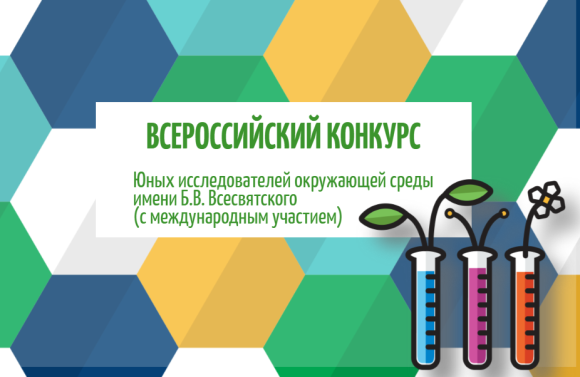 ВСЕРОССИЙСКИЙ КОНКУРС
Юных исследователей окружающей среды
имени Б.В. Всесвятского
(с международным участием)